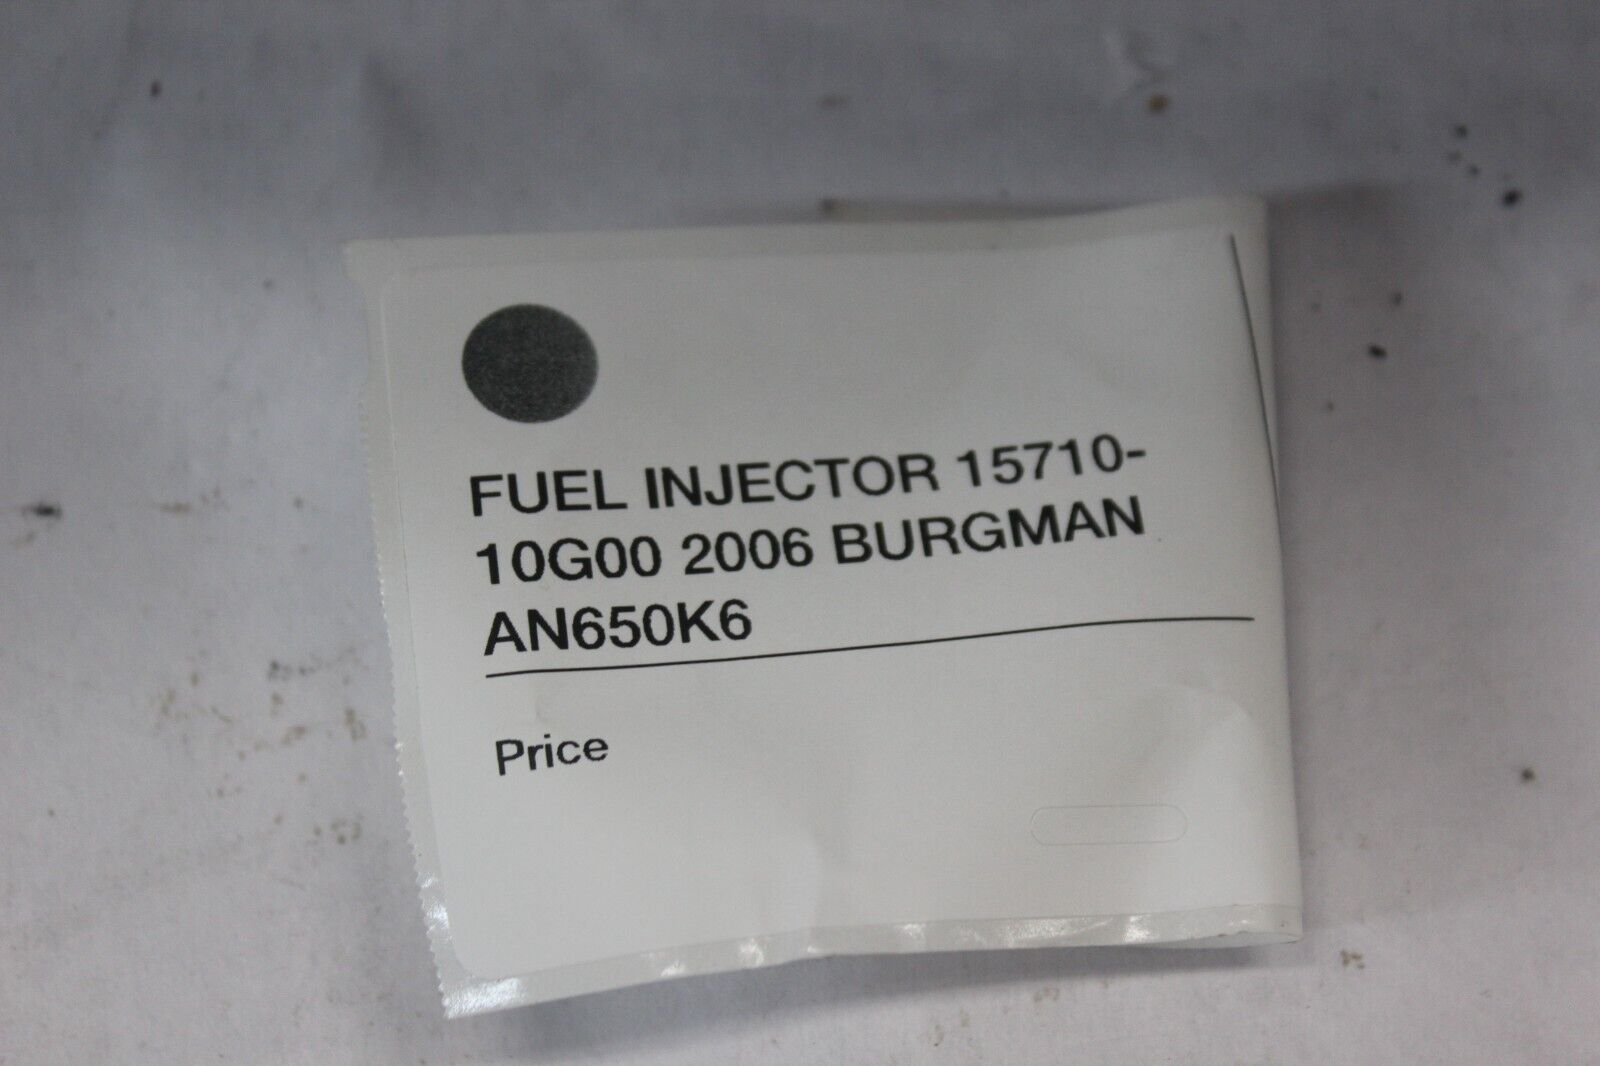 FUEL INJECTOR 15710-
10G00 2006 BURGMAN
AN650K6
Price